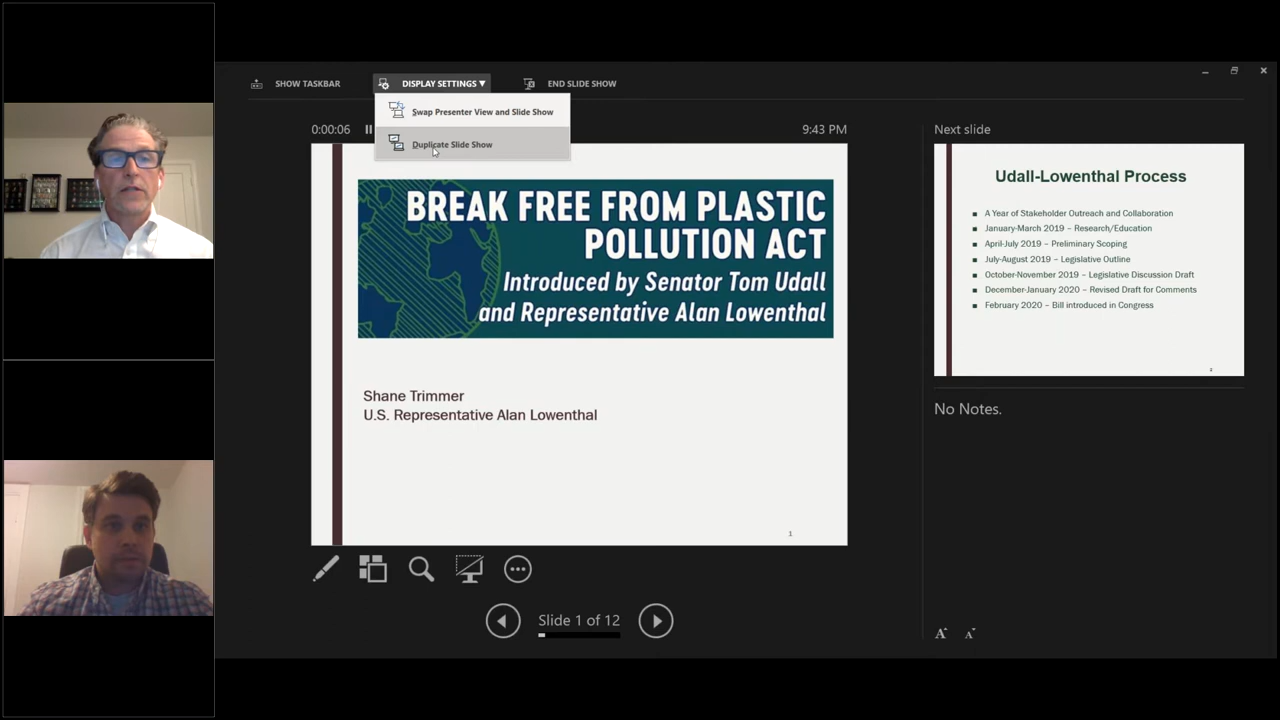 SHOW TASKBAR
DISPLAY SETTINGS ▼
END SLIDE SHOW
Swap Presenter View and Slide Show
Duplicate Slide Show
0:00:06
9:43 PM
BREAK FREE FROM PLASTIC
POLLUTION ACT
Introduced by Senator Tom Udall
and Representative Alan Lowenthal
Shane Trimmer
U.S. Representative Alan Lowenthal
1
Slide 1 of 12
Next slide
Udall-Lowenthal Process
■ A Year of Stakeholder Outreach and Collaboration
■ January-March 2019 – Research/Education
■ April-July 2019 – Preliminary Scoping
■ July-August 2019 – Legislative Outline
■ October-November 2019 – Legislative Discussion Draft
■ December-January 2020 – Revised Draft for Comments
■ February 2020 – Bill introduced in Congress
2
No Notes.
A A